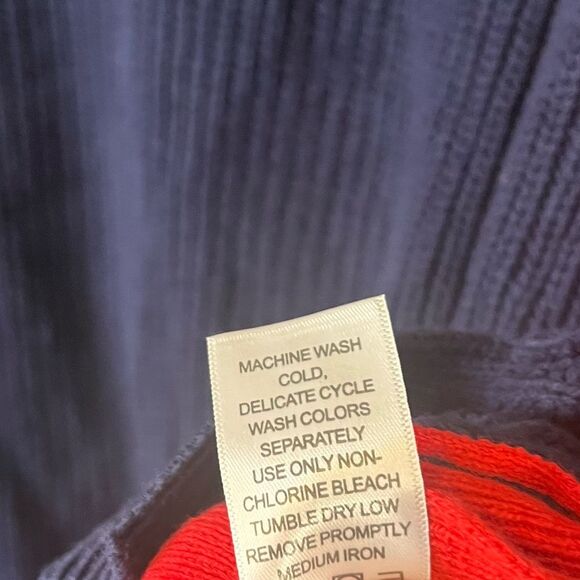 MACHINE WASH
COLD,
DELICATE CYCLE
WASH COLORS
SEPARATELY
USE ONLY NON-
CHLORINE BLEACH
TUMBLE DRY LOW
REMOVE PROMPTLY
MEDIUM IRON